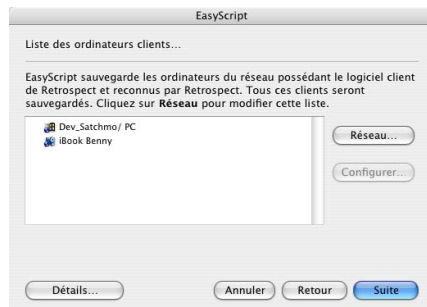 EasyScript
Liste des ordinateurs clients...
EasyScript sauvegarde les ordinateurs du réseau possédant le logiciel client
de Retrospect et reconnus par Retrospect. Tous ces clients seront
sauvegardés. Cliquez sur Réseau pour modifier cette liste.
Dev_Satchmo/ PC
iBook Benny
Réseau...
Configurer...
Détails...
Annuler
Retour
Suite